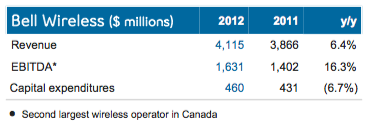 Bell Wireless ($ millions) 2012 2011 y/y
Revenue 4,115 3,866 6.4%
EBITDA* 1,631 1,402 16.3%
Capital expenditures 460 431 (6.7%)
• Second largest wireless operator in Canada